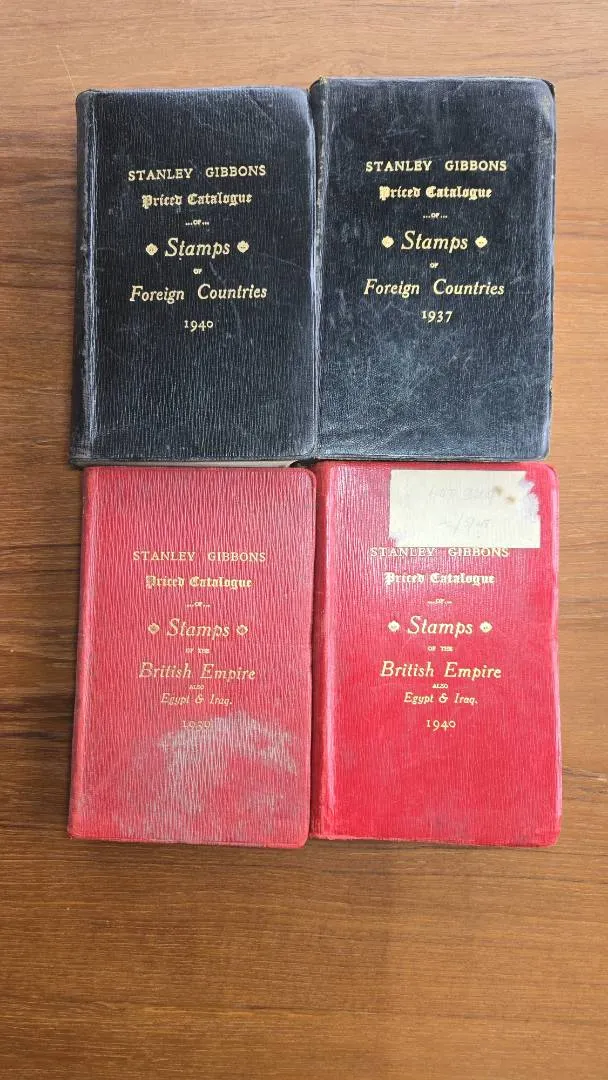 STANLEY GIBBONS
Priced Catalogue
...OF...
Stamps
OF
Foreign Countries
1940
STANLEY GIBBONS
Priced Catalogue
...OF...
Stamps
OF
Foreign Countries
1937
STANLEY GIBBONS
Priced Catalogue
...OF...
Stamps
OF THE
British Empire
ALSO
Egypt & Iraq.
STANLEY GIBBONS
Priced Catalogue
...OF...
Stamps
OF THE
British Empire
ALSO
Egypt & Iraq.
1940